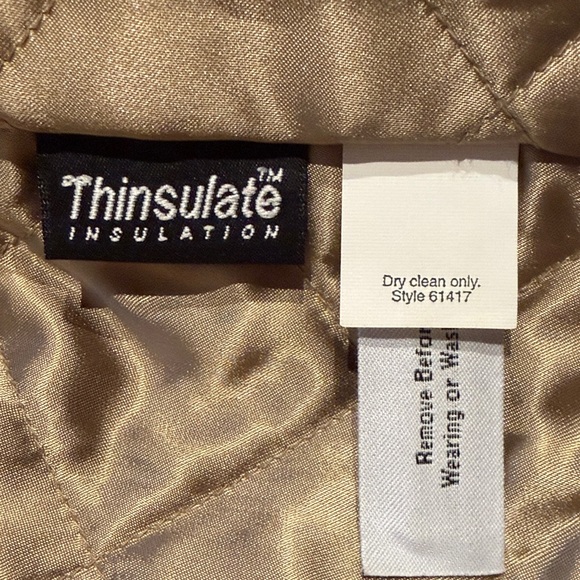 Thinsulate™
INSULATION
Dry clean only.
Style 61417
Remove Befor
Wearing or Was